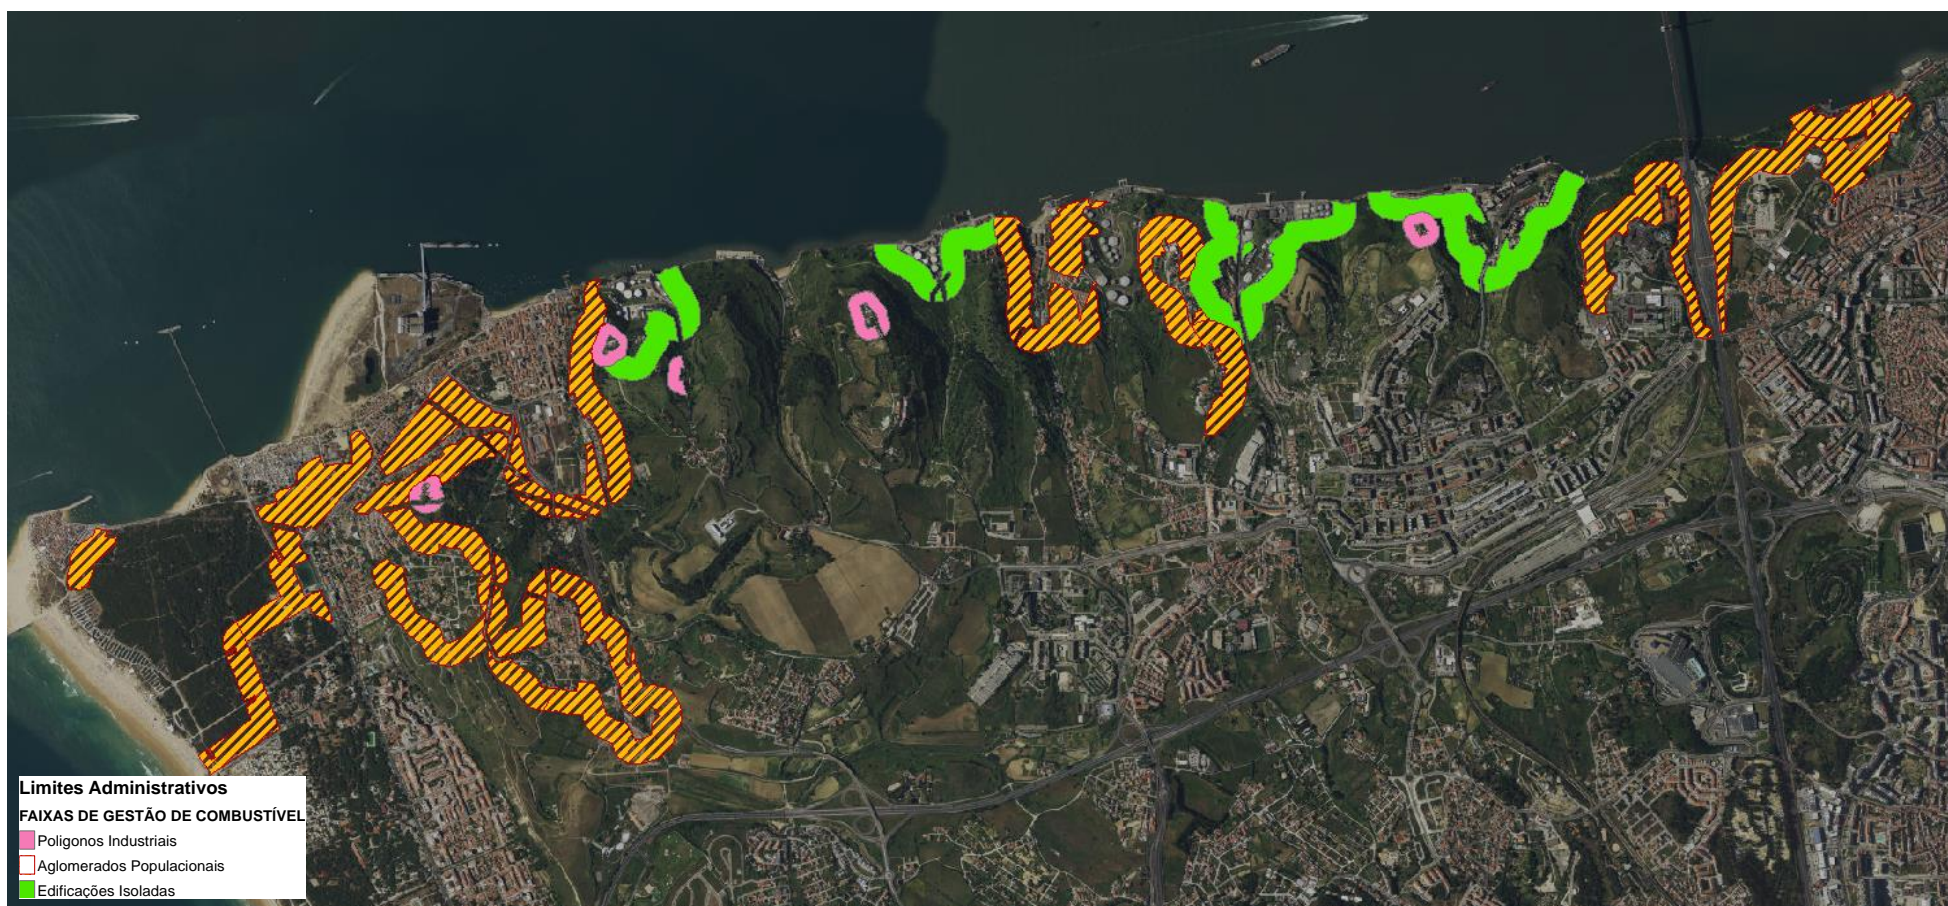 Limites Administrativos
FAIXAS DE GESTÃO DE COMBUSTÍVEL
Poligonos Industriais
Aglomerados Populacionais
Edificações Isoladas